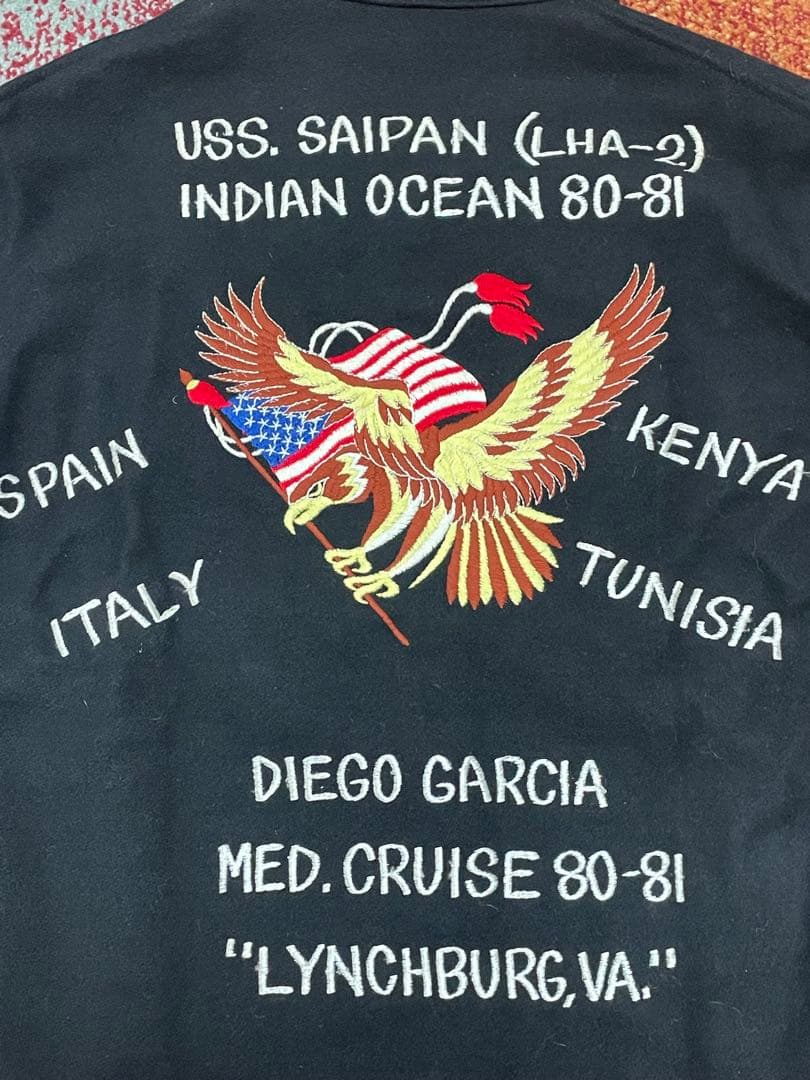 USS. SAIPAN (LHA-2)
INDIAN OCEAN 80-81
SPAIN
KENYA
ITALY
TUNISIA
DIEGO GARCIA
MED. CRUISE 80-81
"LYNCHBURG, VA."